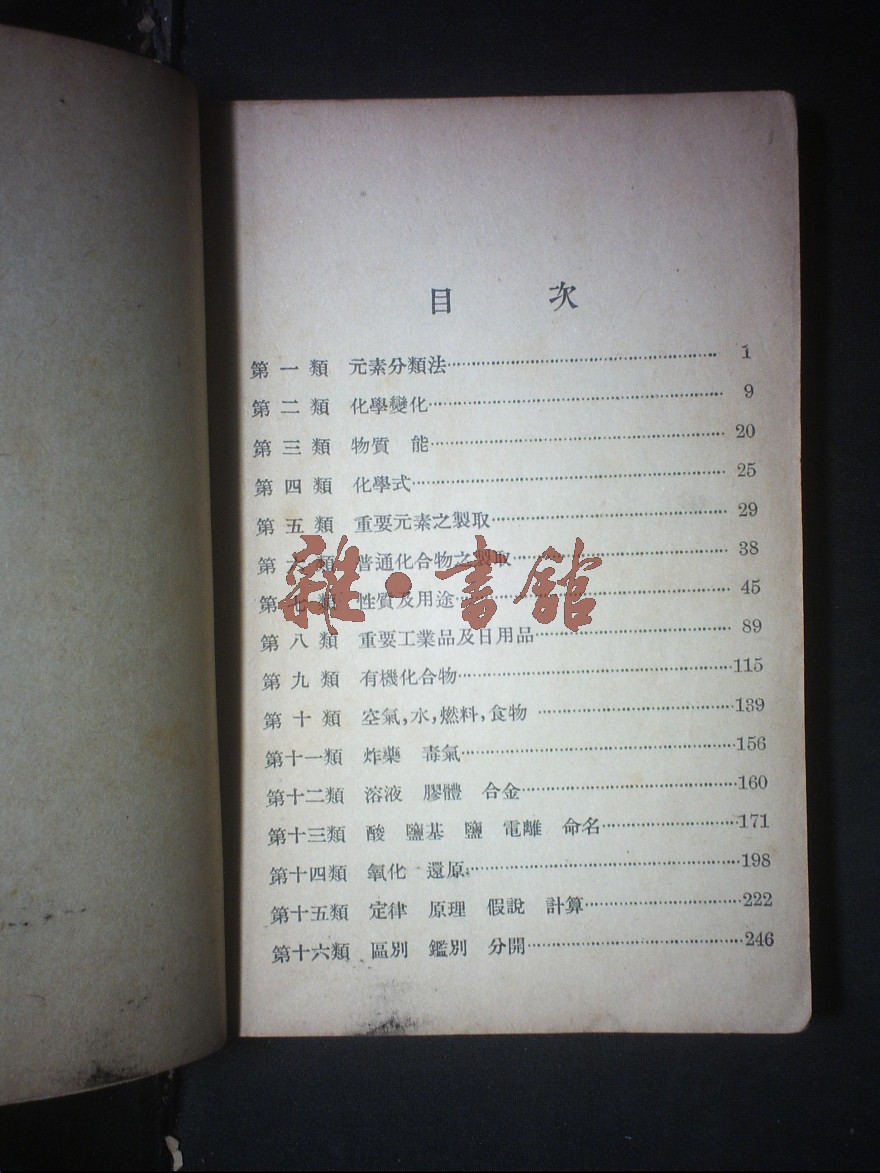 目 次
第一類 元素分類法 1
第二類 化學變化 9
第三類 物質 能 20
第四類 化學式 25
第五類 重要元素之製取 29
第六類 普通化合物之製取 38
第七類 性質及用途 45
第八類 重要工業品及日用品 89
第九類 有機化合物 115
第十類 空氣,水,燃料,食物 139
第十一類 炸藥 毒氣 156
第十二類 溶液 膠體 合金 160
第十三類 酸 鹽基 鹽 電離 命名 171
第十四類 氧化 還原 198
第十五類 定律 原理 假說 計算 222
第十六類 區別 鑑別 分開 246
雜·書館